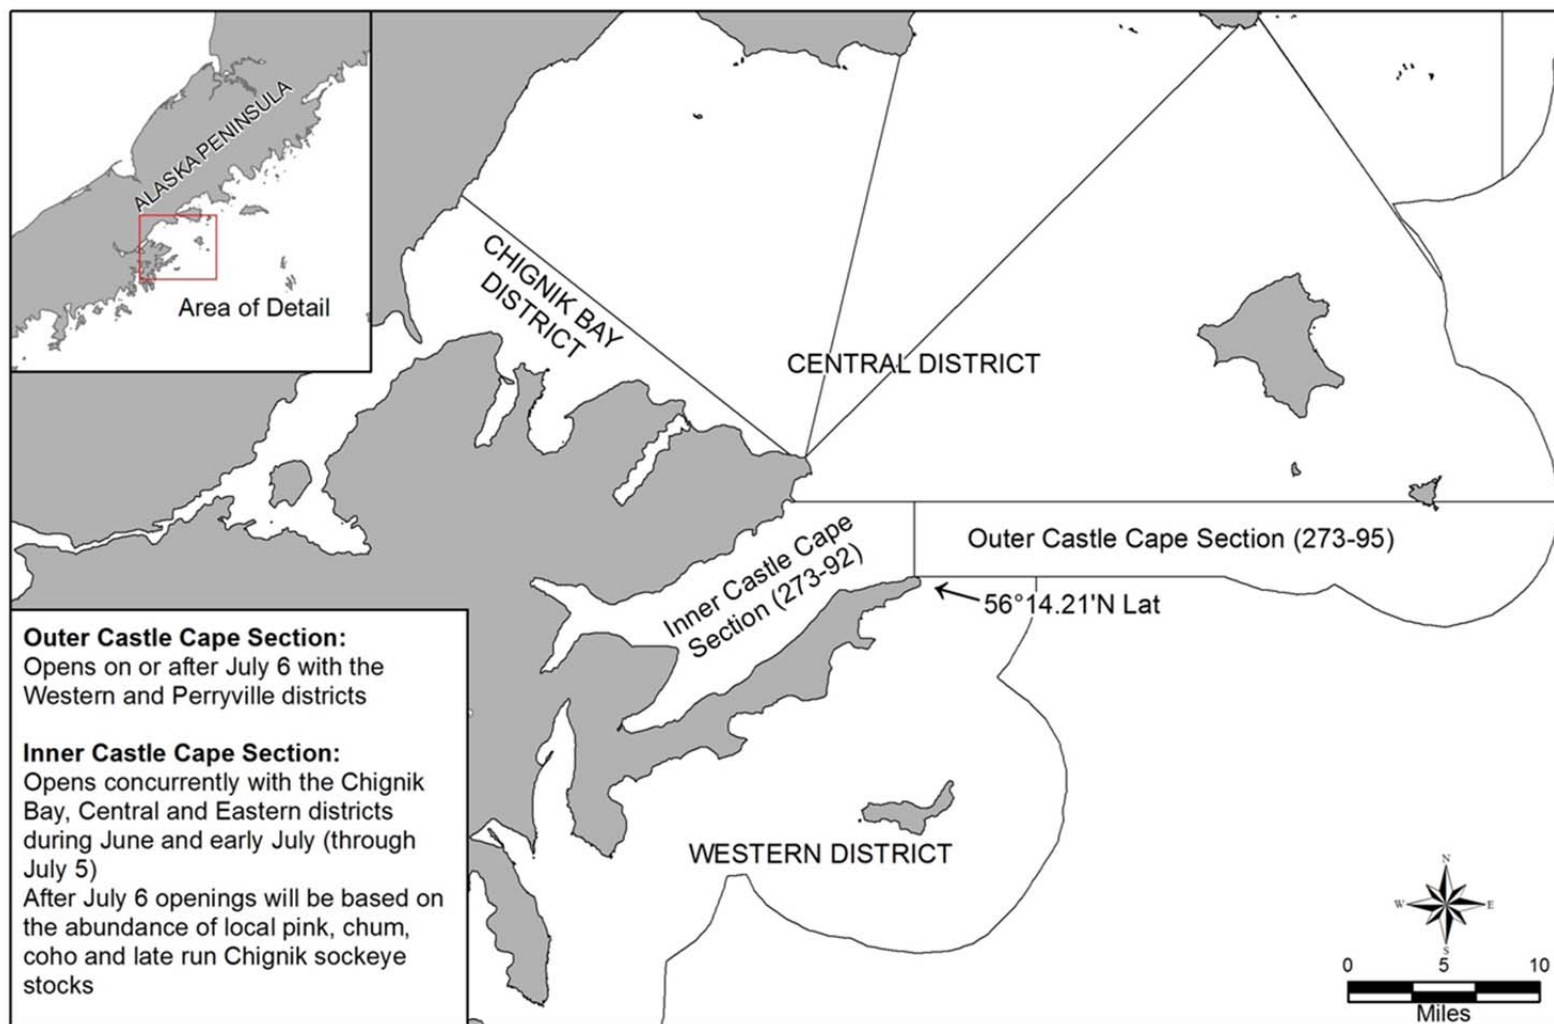 ALASKA PENINSULA
Area of Detail
CHIGNIK BAY
DISTRICT
CENTRAL DISTRICT
Inner Castle Cape
Section (273-92)
Outer Castle Cape Section (273-95)
56°14.21'N Lat
WESTERN DISTRICT
Outer Castle Cape Section:
Opens on or after July 6 with the
Western and Perryville districts
Inner Castle Cape Section:
Opens concurrently with the Chignik
Bay, Central and Eastern districts
during June and early July (through
July 5)
After July 6 openings will be based on
the abundance of local pink, chum,
coho and late run Chignik sockeye
stocks
N
W
E
S
0 5 10
Miles